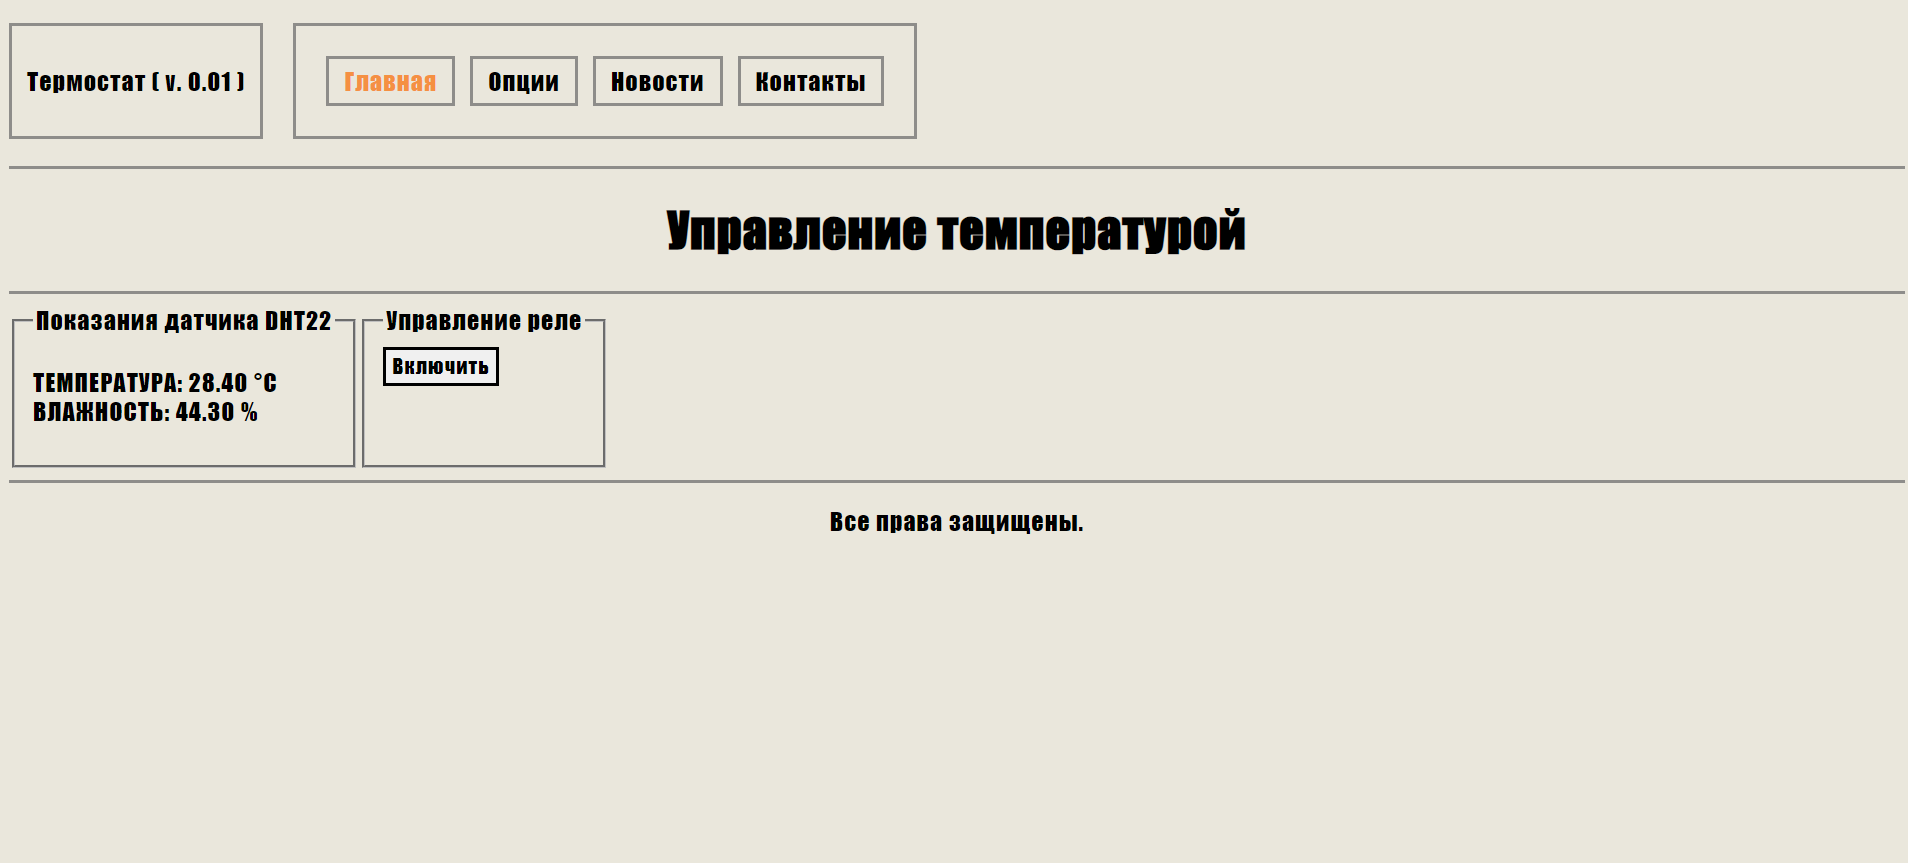 Термостат ( v. 0.01 )
Главная
Опции
Новости
Контакты
Управление температурой
Показания датчика DHT22
ТЕМПЕРАТУРА: 28.40 °C
ВЛАЖНОСТЬ: 44.30 %
Управление реле
Включить
Все права защищены.